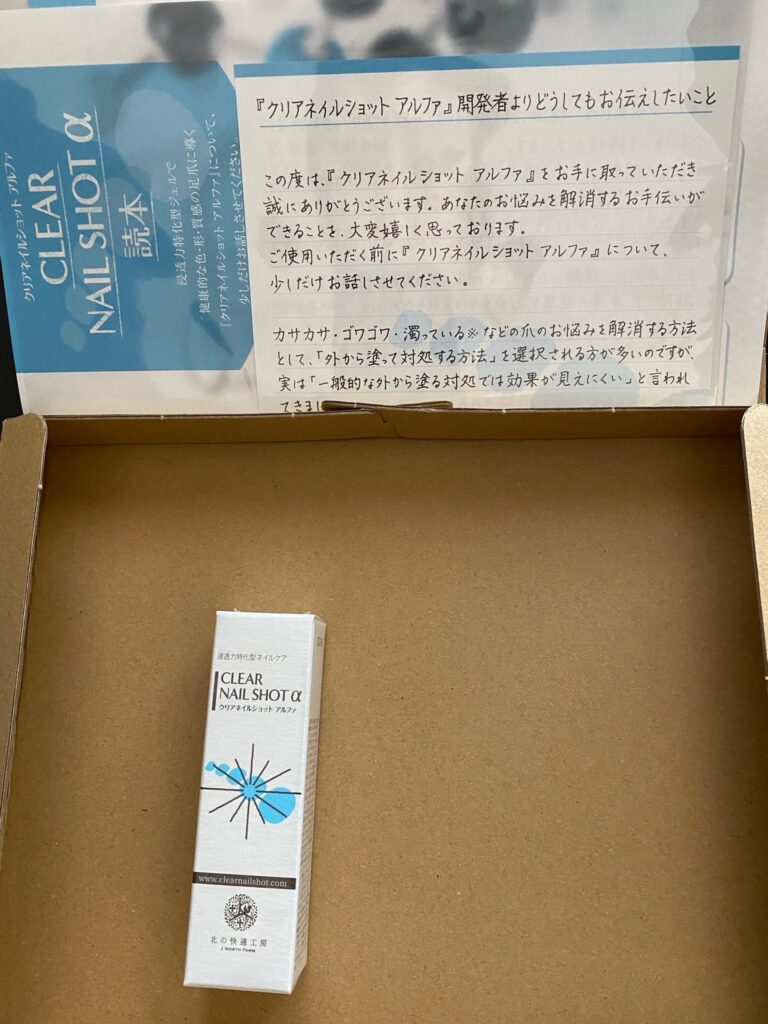 クリアネイルショット アルファ
CLEAR
NAIL SHOT α
読本
浸透力特化型ジェルで
健康的な色・形・質感の足爪に導く
『クリアネイルショット アルファ』について、
少しだけお話しさせてください。
『クリアネイルショット アルファ』開発者よりどうしてもお伝えしたいこと
この度は、『クリアネイルショット アルファ』をお手に取っていただき
誠にありがとうございます。あなたのお悩みを解消するお手伝いが
できることを、大変嬉しく思っております。
ご使用いただく前に『クリアネイルショット アルファ』について、
少しだけお話しさせてください。
カサカサ・ゴワゴワ・濁っている※などの爪のお悩みを解消する方法
として、「外から塗って対処する方法」を選択される方が多いのですが、
実は「一般的な外から塗る対処では効果が見えにくい」と言われ
てきまし
浸透力特化型ネイルケア
CLEAR
NAIL SHOT α
クリアネイルショット アルファ
www.clearnailshot.com
北の快適工房
J NORTH FARM